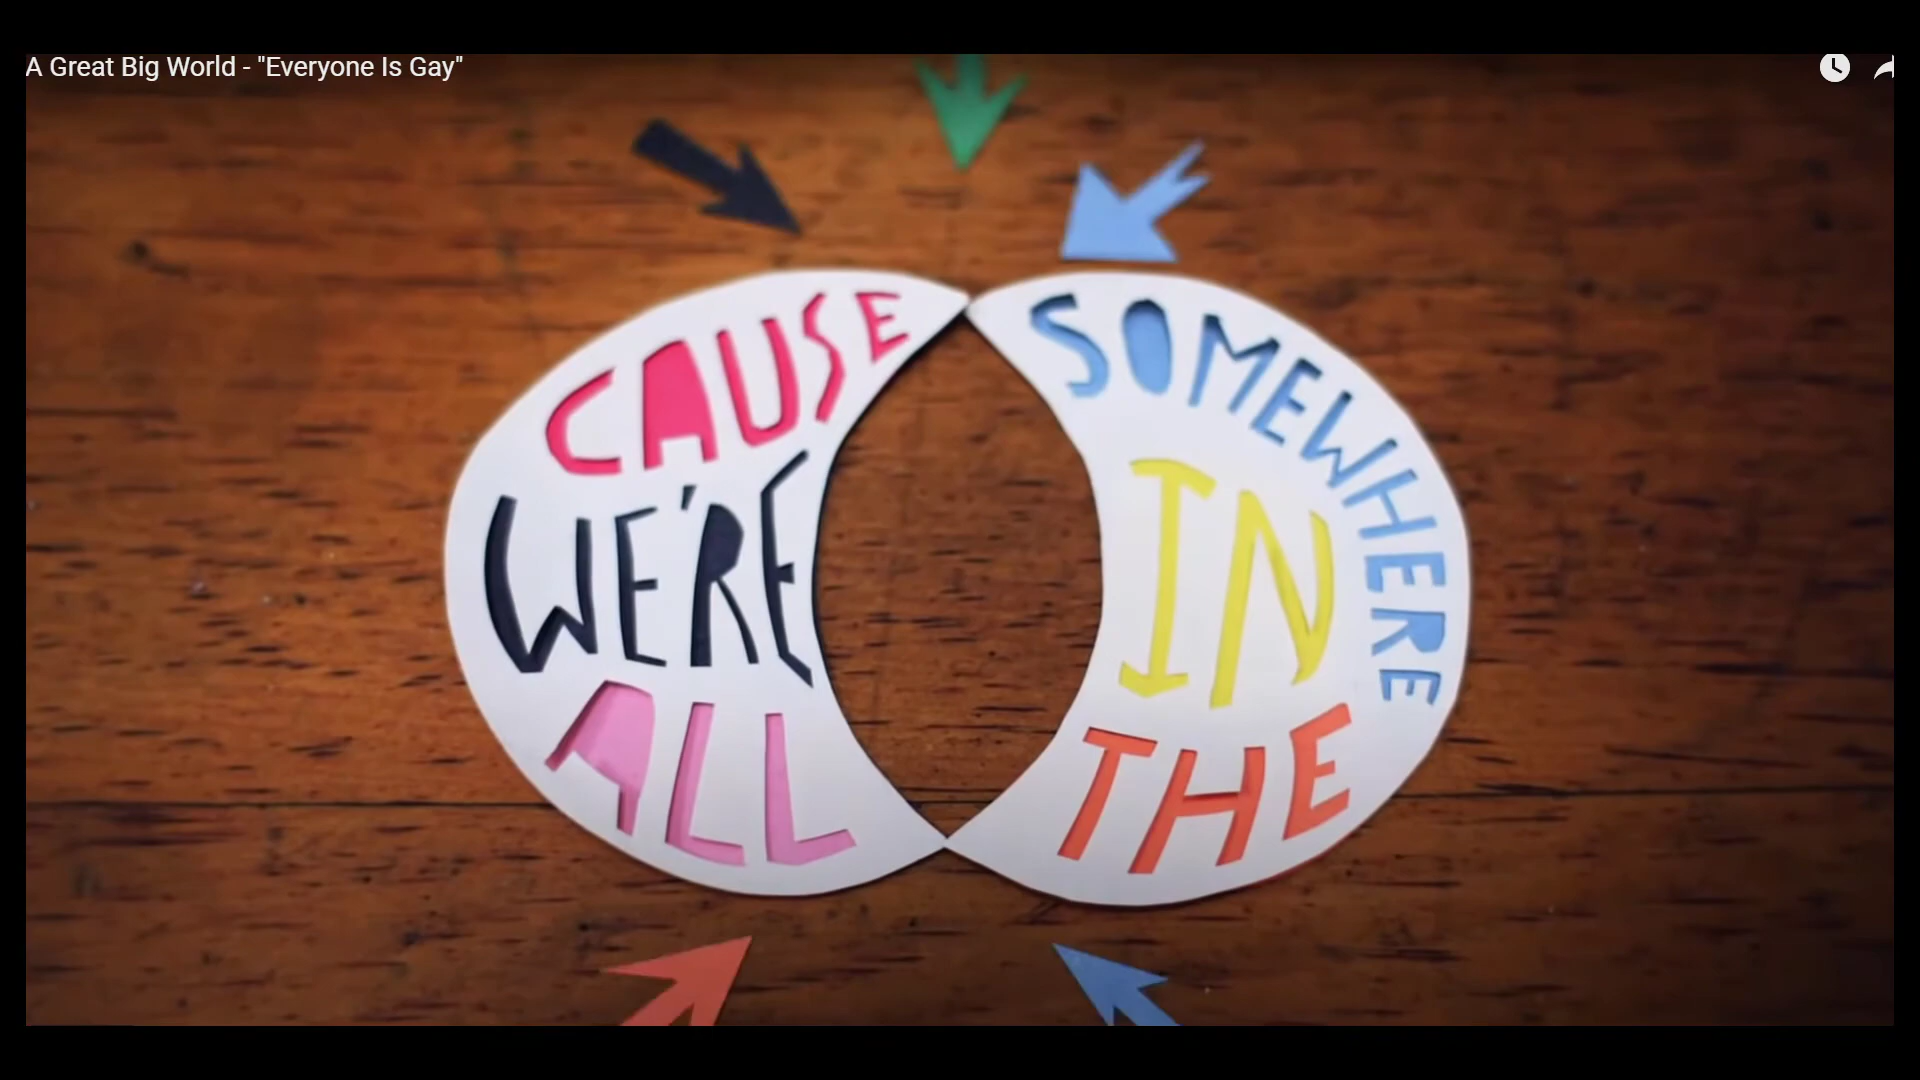 A Great Big World - "Everyone Is Gay"
CAUSE
WE'RE
ALL
SOMEWHERE
IN
THE